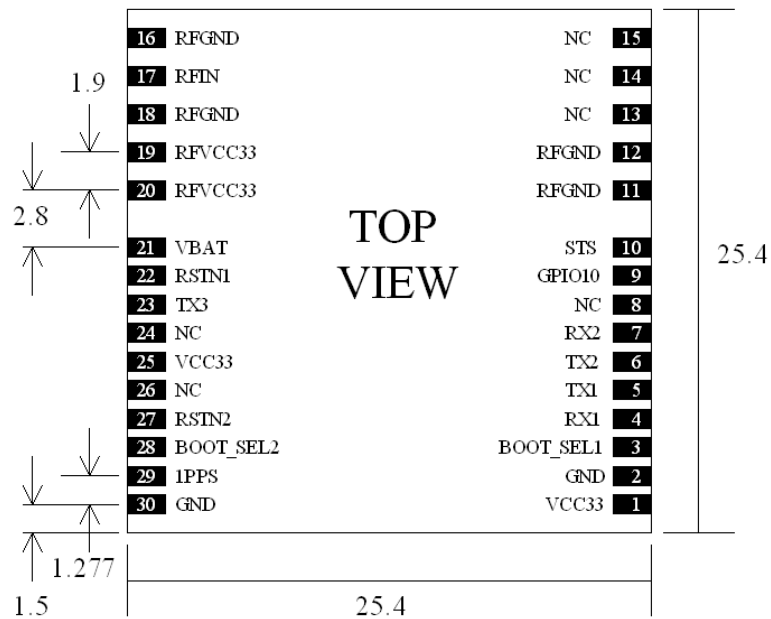 16 RFGND NC 15
17 RFIN NC 14
1.9
18 RFGND NC 13
19 RFVCC33 RFGND 12
20 RFVCC33 RFGND 11
2.8
TOP
VIEW
21 VBAT STS 10
25.4
22 RSTN1 GPIO10 9
23 TX3 NC 8
24 NC RX2 7
25 VCC33 TX2 6
26 NC TX1 5
27 RSTN2 RX1 4
28 BOOT_SEL2 BOOT_SEL1 3
29 1PPS GND 2
30 GND VCC33 1
1.277
1.5
25.4